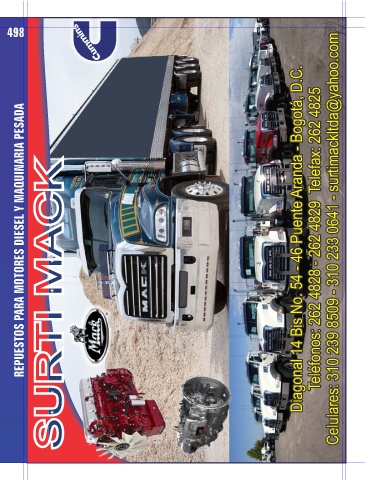 498
REPUESTOS PARA MOTORES DIESEL Y MAQUINARIA PESADA
SURTI MACK
Cummins
MACK
Mack
Diagonal 14 Bis No. 54 - 46 Puente Aranda - Bogotá, D.C.
Teléfonos: 262 4828 - 262 4829 Telefax: 262 4825
Celulares: 310 239 8509 - 310 233 0641 - surtimackltda@yahoo.com